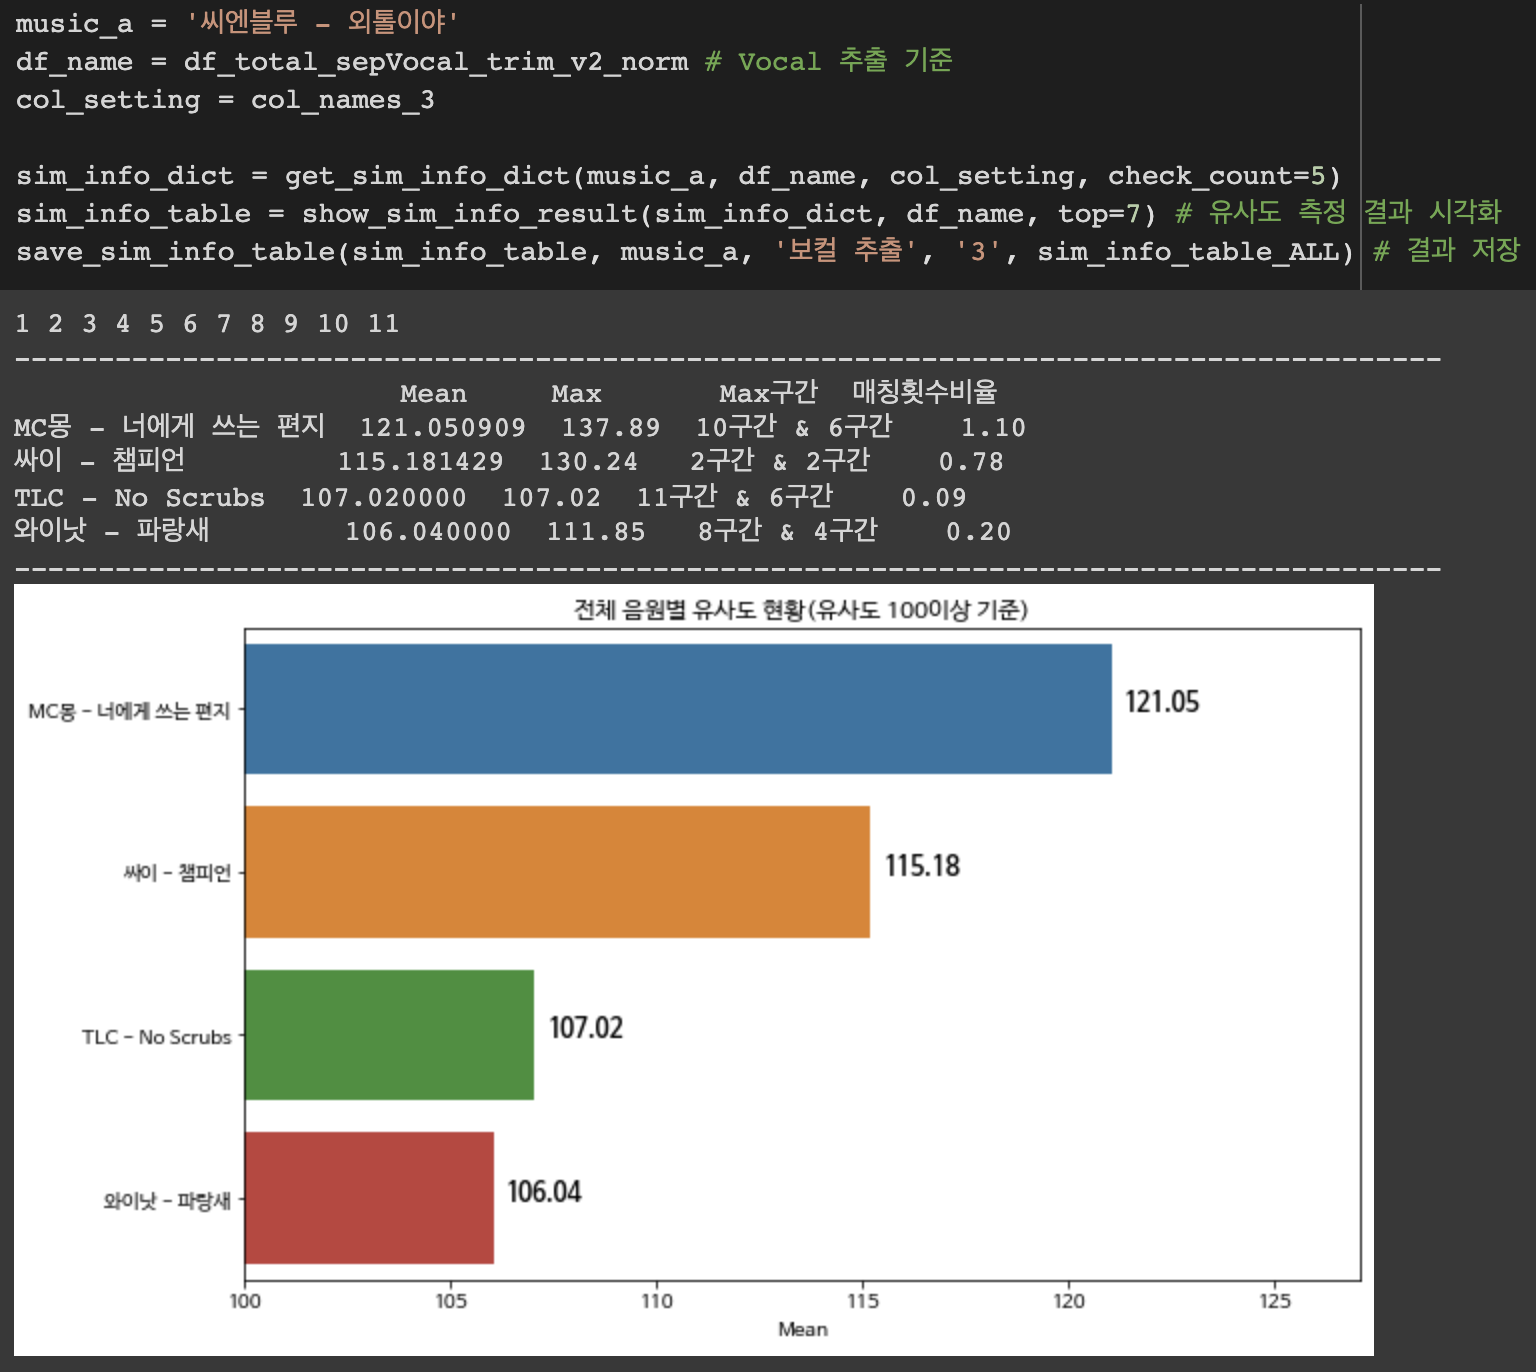 music_a = '씨엔블루 - 외톨이야'
df_name = df_total_sepVocal_trim_v2_norm # Vocal 추출 기준
col_setting = col_names_3
sim_info_dict = get_sim_info_dict(music_a, df_name, col_setting, check_count=5)
sim_info_table = show_sim_info_result(sim_info_dict, df_name, top=7) # 유사도 측정 결과 시각화
save_sim_info_table(sim_info_table, music_a, '보컬 추출', '3', sim_info_table_ALL) # 결과 저장
1 2 3 4 5 6 7 8 9 10 11
-------------------------------------------------------------------------------------
Mean Max Max구간 매칭횟수비율
MC몽 - 너에게 쓰는 편지 121.050909 137.89 10구간 & 6구간 1.10
싸이 - 챔피언 115.181429 130.24 2구간 & 2구간 0.78
TLC - No Scrubs 107.020000 107.02 11구간 & 6구간 0.09
와이낫 - 파랑새 106.040000 111.85 8구간 & 4구간 0.20
-------------------------------------------------------------------------------------
전체 음원별 유사도 현황(유사도 100이상 기준)
MC몽 - 너에게 쓰는 편지 121.05
싸이 - 챔피언 115.18
TLC - No Scrubs 107.02
와이낫 - 파랑새 106.04
100 105 110 115 120 125
Mean